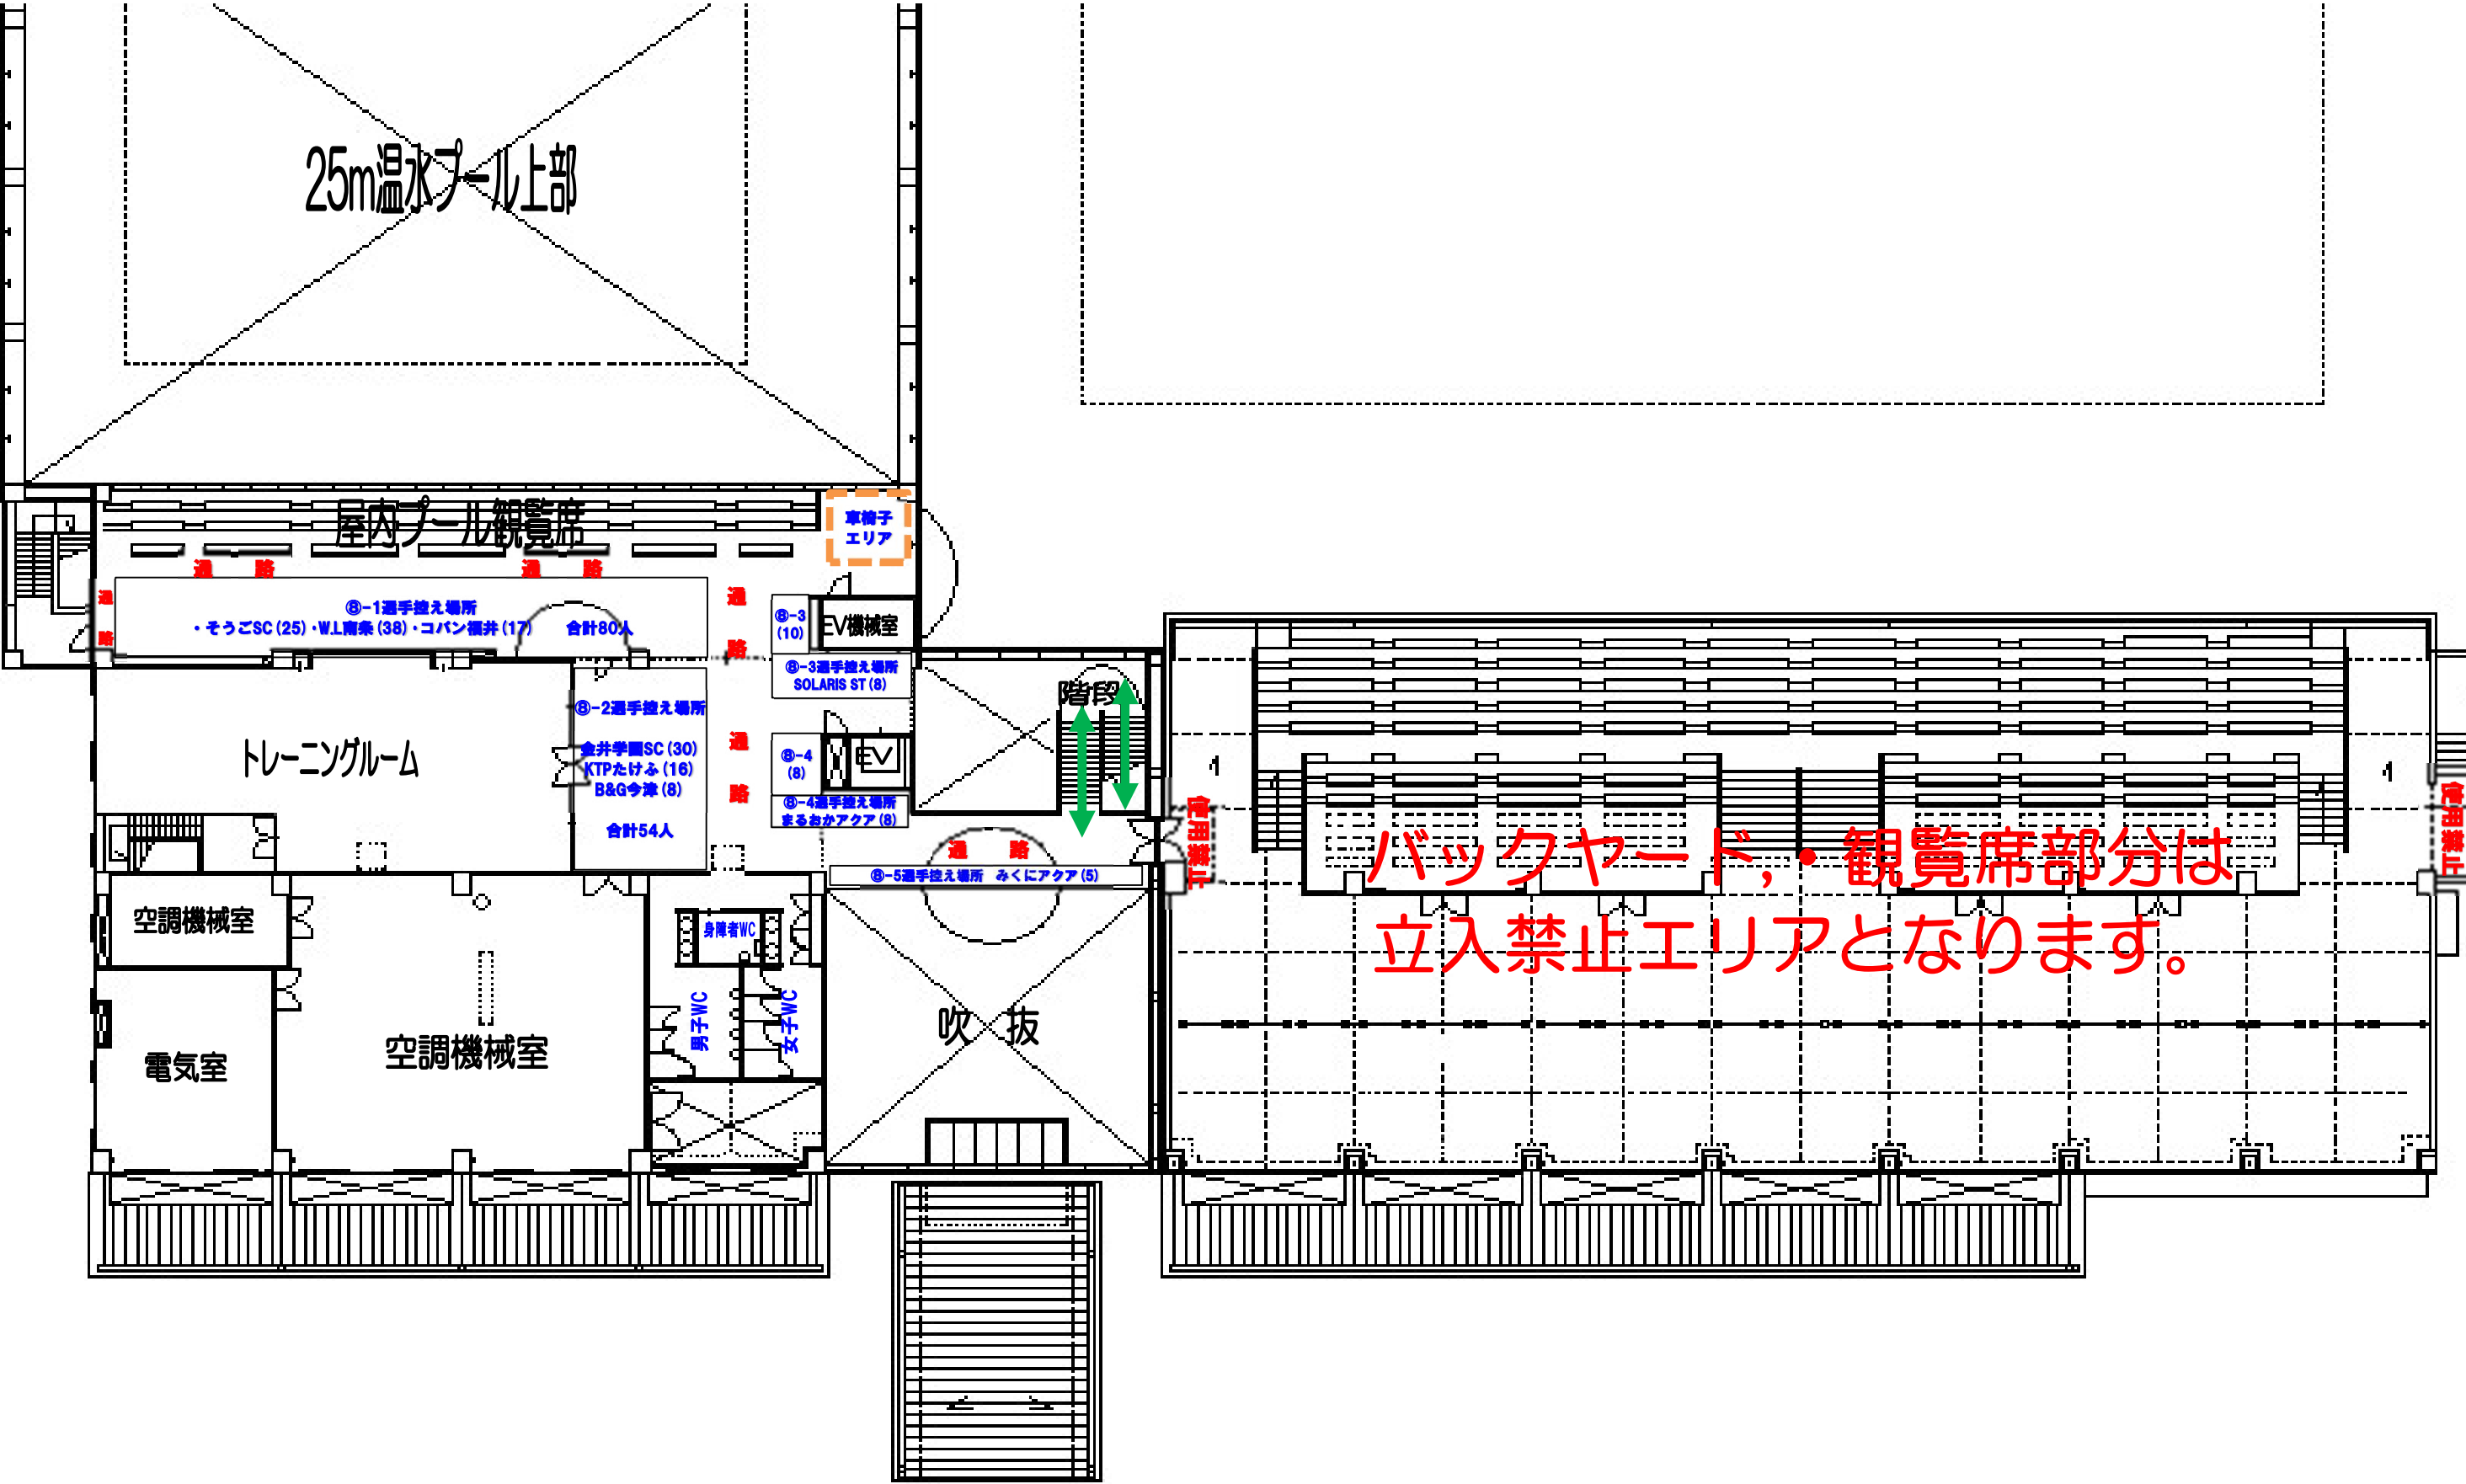 25m温水プール上部
屋内プール観覧席
車椅子
エリア
通 路
通 路
通
路
⑧-1選手控え場所
・そうごSC(25)・W.L南条(38)・コパン福井(17) 合計80人
通
路
⑧-3
(10)
EV機械室
⑧-3選手控え場所
SOLARIS ST(8)
階段
トレーニングルーム
⑧-2選手控え場所
金井学園SC(30)
KTPたけふ(16)
B&G今津(8)
合計54人
通
路
⑧-4
(8)
EV
⑧-4選手控え場所
まるおかアクア(8)
通 路
⑧-5選手控え場所 みくにアクア(5)
使用禁止
使用禁止
バックヤード,・観覧席部分は
立入禁止エリアとなります。
空調機械室
身障者WC
男子WC
女子WC
吹 抜
電気室
空調機械室